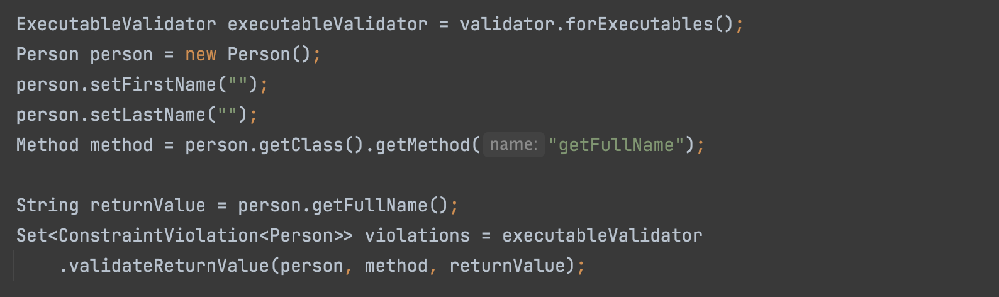 ExecutableValidator executableValidator = validator.forExecutables();
Person person = new Person();
person.setFirstName("");
person.setLastName("");
Method method = person.getClass().getMethod( name: "getFullName");
String returnValue = person.getFullName();
Set<ConstraintViolation<Person>> violations = executableValidator
.validateReturnValue(person, method, returnValue);